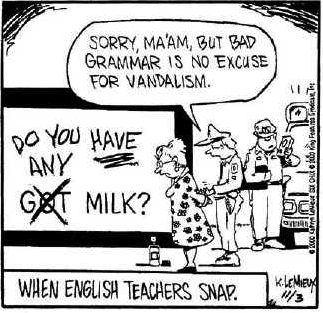 SORRY, MA'AM, BUT BAD
GRAMMAR IS NO EXCUSE
FOR VANDALISM.
DO YOU HAVE
ANY
GOT MILK?
WHEN ENGLISH TEACHERS SNAP.
K. LEMIEUX
11/3